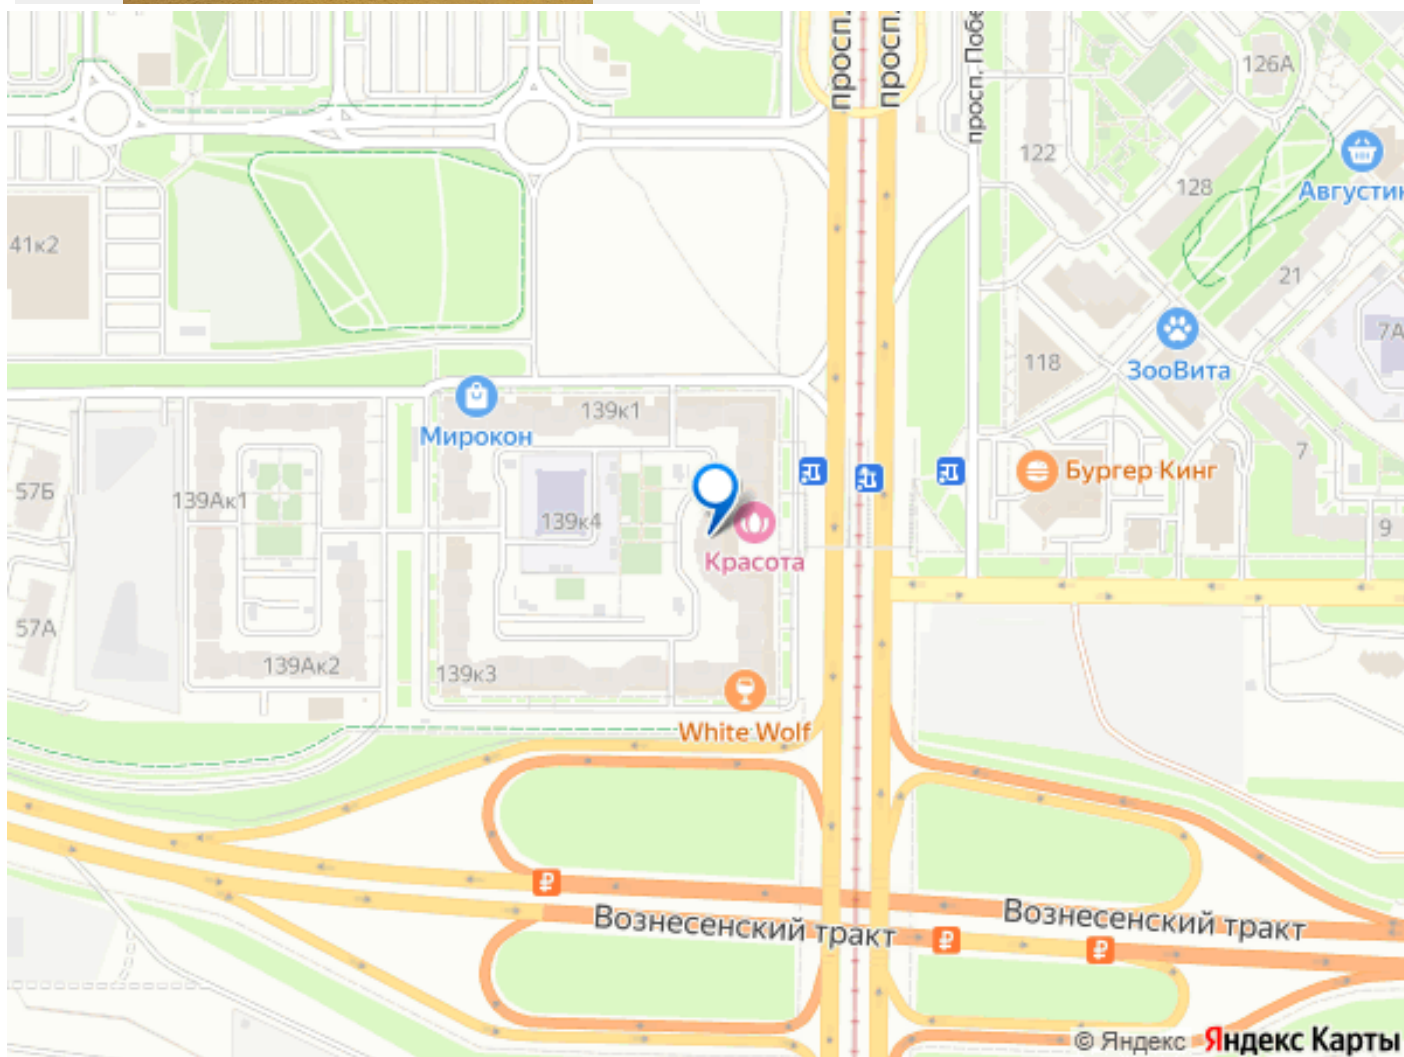 просп.
просп.
просп. Побе
126А
122
128
Августин
41к2
21
7А
118
ЗооВита
139к1
Мирокон
7
57Б
139Ак1
139к4
Бургер Кинг
9
Красота
57А
139Ак2
139к3
White Wolf
Вознесенский тракт
Вознесенский тракт
© Яндекс Яндекс Карты